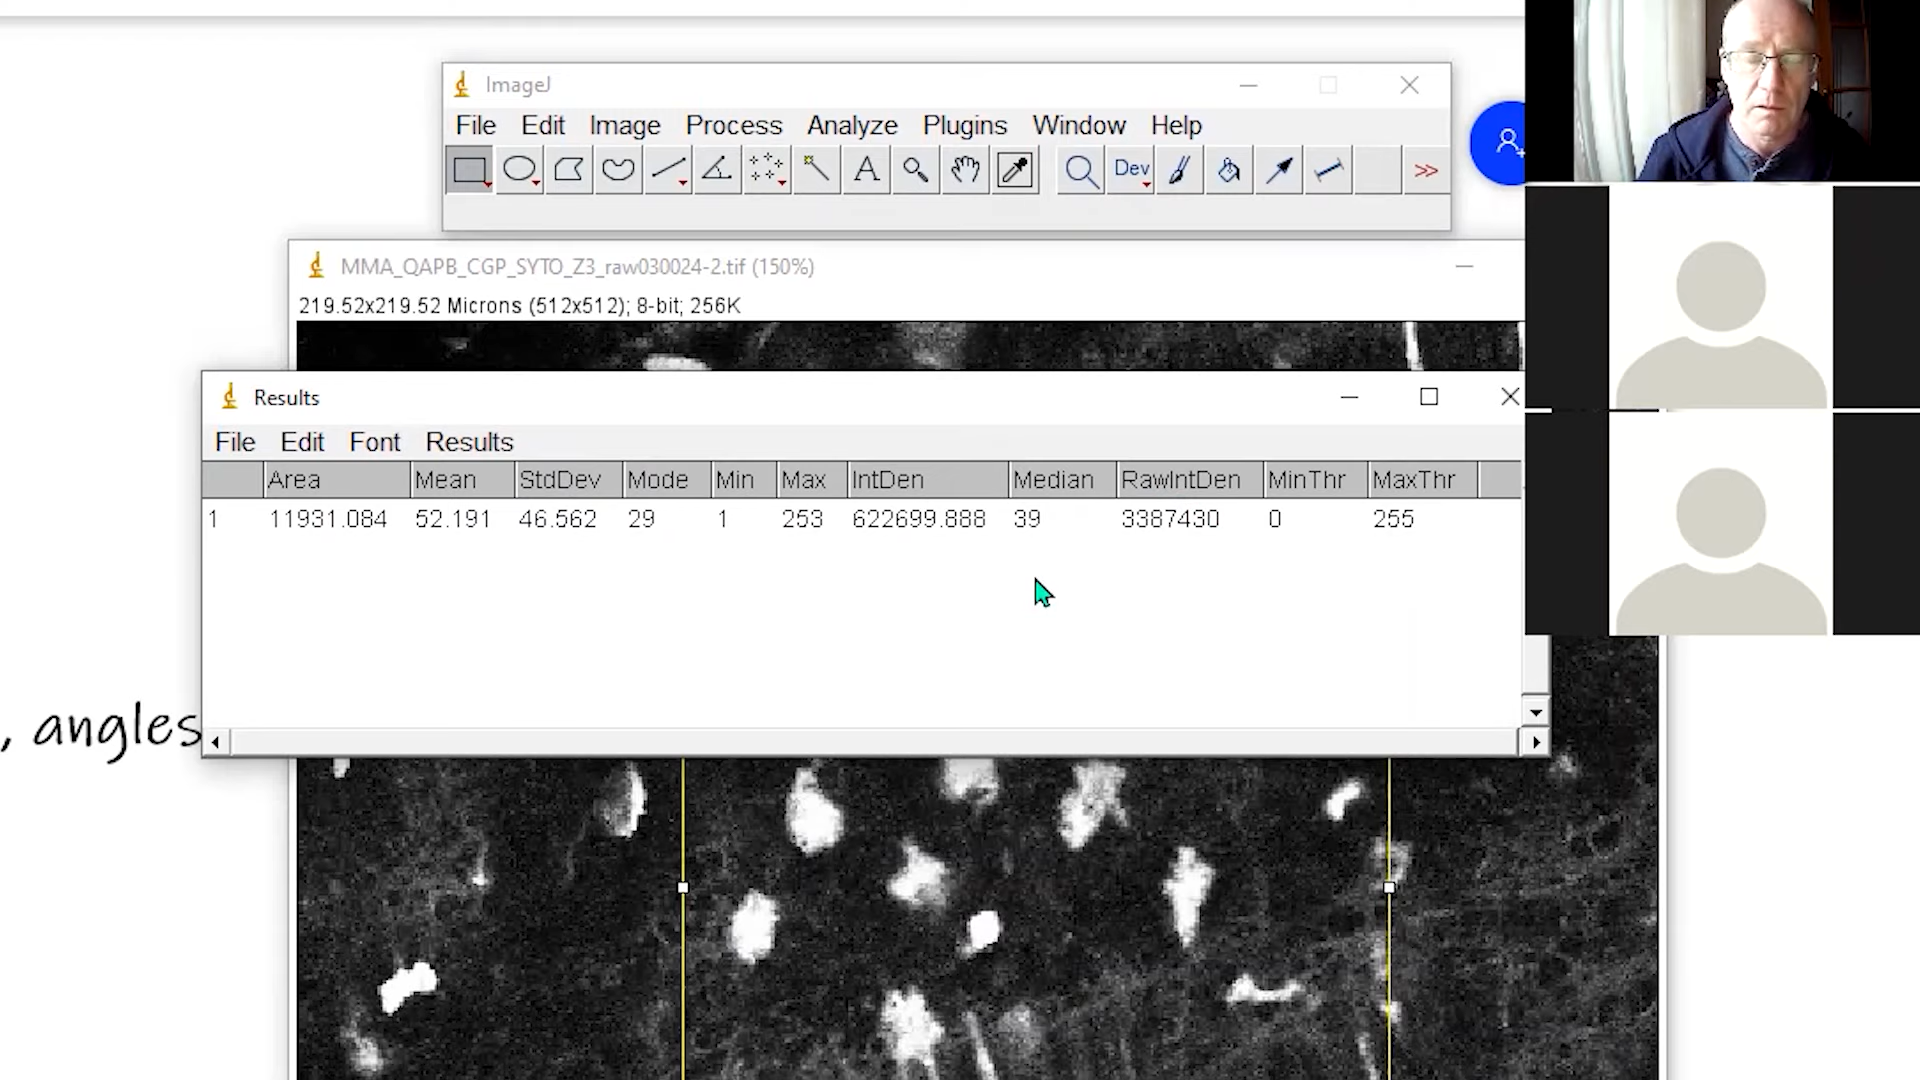 ImageJ
File Edit Image Process Analyze Plugins Window Help
A Dev >>
MMA_QAPB_CGP_SYTO_Z3_raw030024-2.tif (150%)
219.52x219.52 Microns (512x512); 8-bit; 256K
Results
File Edit Font Results
Area Mean StdDev Mode Min Max IntDen Median RawIntDen MinThr MaxThr
1 11931.084 52.191 46.562 29 1 253 622699.888 39 3387430 0 255
, angles